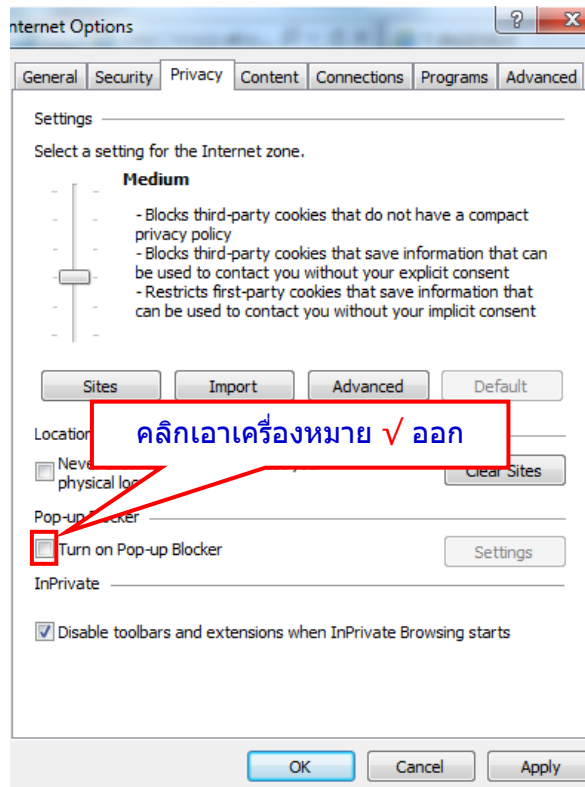 nternet Options
General Security Privacy Content Connections Programs Advanced
Settings
Select a setting for the Internet zone.
Medium
- Blocks third-party cookies that do not have a compact
privacy policy
- Blocks third-party cookies that save information that can
be used to contact you without your explicit consent
- Restricts first-party cookies that save information that
can be used to contact you without your implicit consent
Sites Import Advanced Default
คลิกเอาเครื่องหมาย √ ออก
Location
Neve
physical loc
Clear Sites
Pop-up Blocker
Turn on Pop-up Blocker Settings
InPrivate
Disable toolbars and extensions when InPrivate Browsing starts
OK Cancel Apply